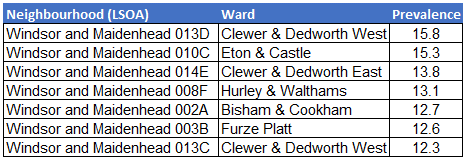 Neighbourhood (LSOA) Ward Prevalence
Windsor and Maidenhead 013D Clewer & Dedworth West 15.8
Windsor and Maidenhead 010C Eton & Castle 15.3
Windsor and Maidenhead 014E Clewer & Dedworth East 13.8
Windsor and Maidenhead 008F Hurley & Walthams 13.1
Windsor and Maidenhead 002A Bisham & Cookham 12.7
Windsor and Maidenhead 003B Furze Platt 12.6
Windsor and Maidenhead 013C Clewer & Dedworth West 12.3